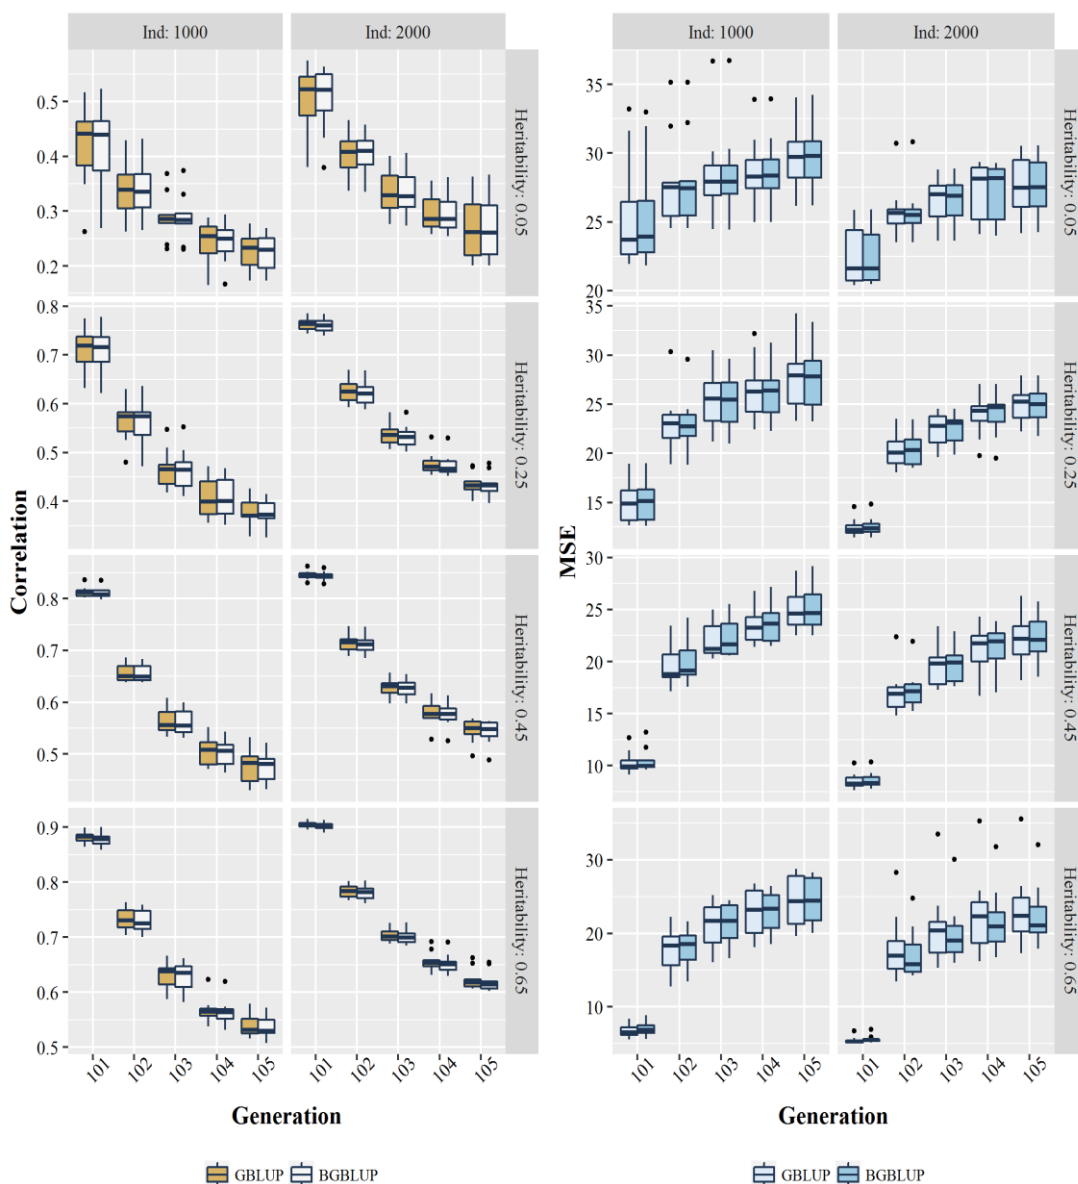 Ind: 1000
Ind: 2000
0.5
0.4
0.3
0.2
Heritability: 0.05
0.8
0.7
0.6
0.5
0.4
Heritability: 0.25
0.8
0.7
0.6
0.5
Heritability: 0.45
0.9
0.8
0.7
0.6
0.5
Heritability: 0.65
Correlation
101
102
103
104
105
101
102
103
104
105
Generation
GBLUP
BGBLUP
Ind: 1000
Ind: 2000
35
30
25
20
Heritability: 0.05
35
30
25
20
15
Heritability: 0.25
30
25
20
15
10
Heritability: 0.45
30
20
10
Heritability: 0.65
MSE
101
102
103
104
105
101
102
103
104
105
Generation
GBLUP
BGBLUP